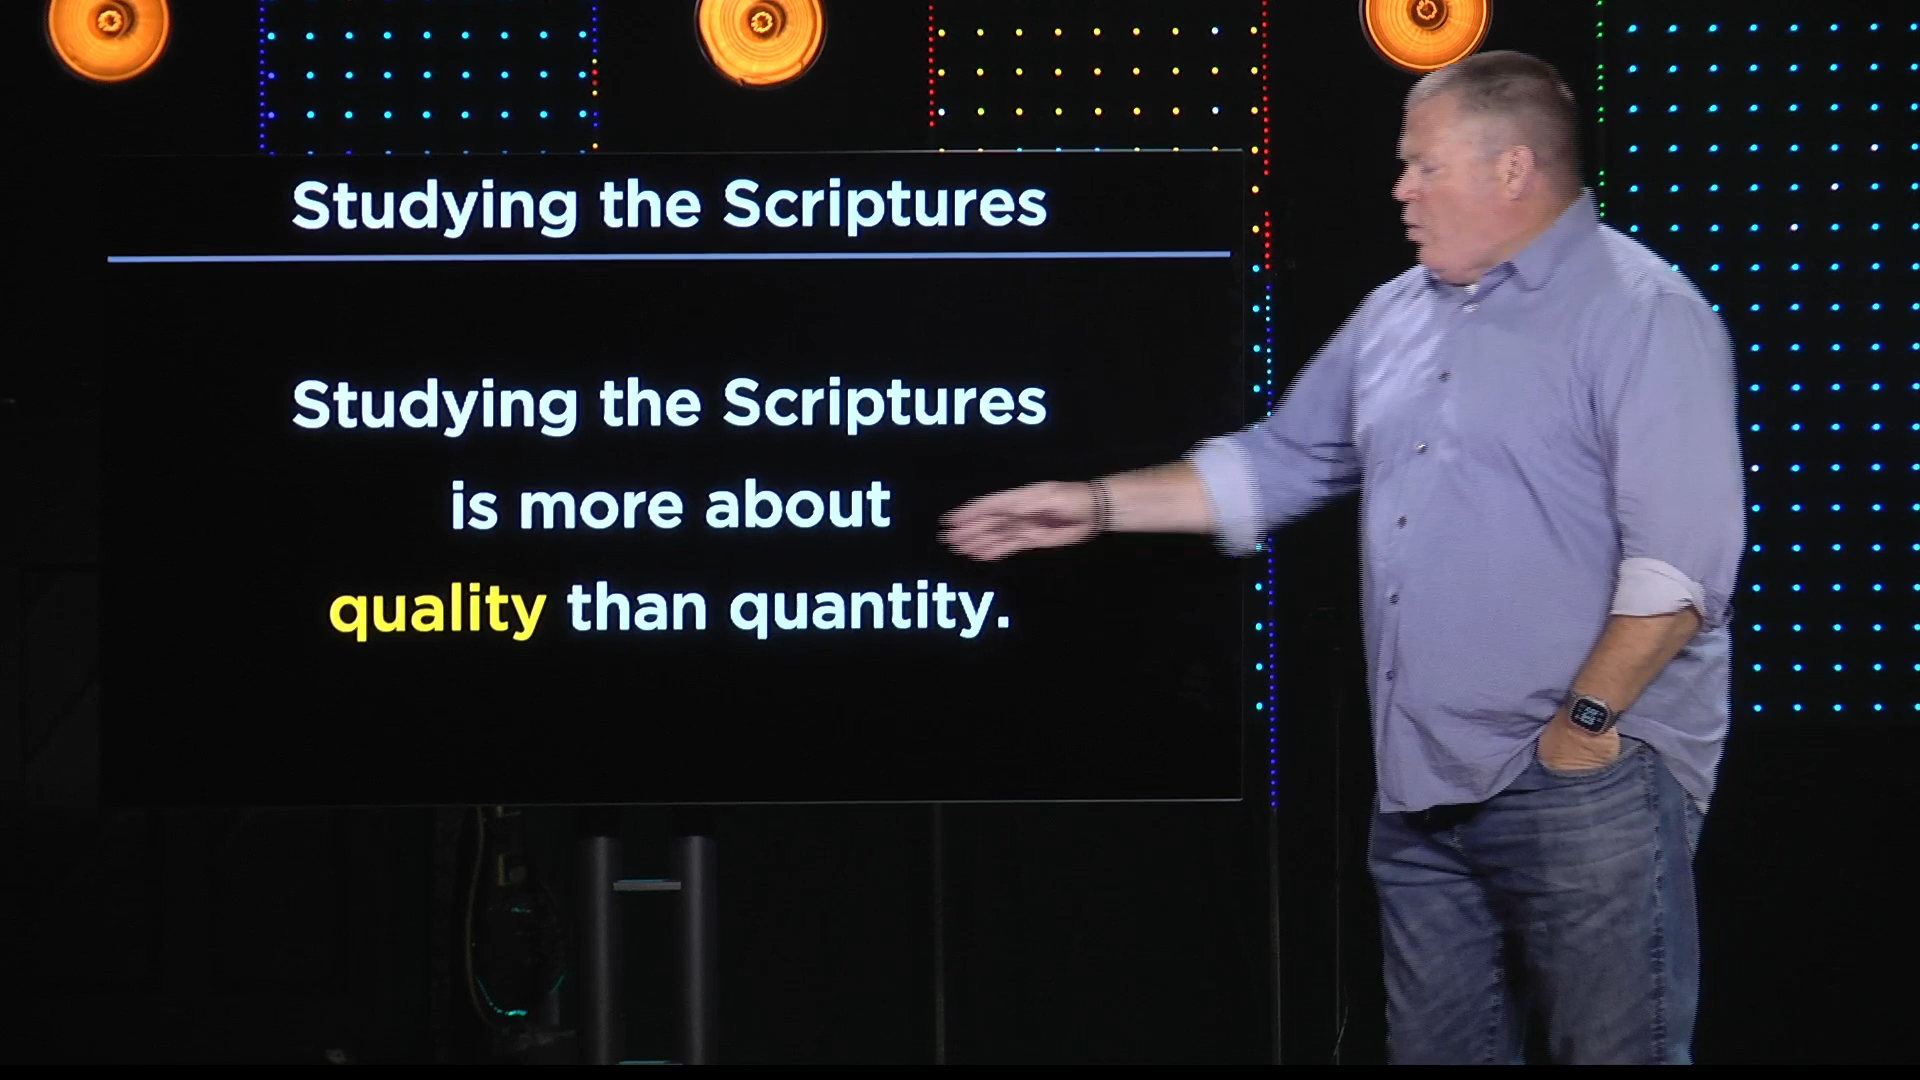 Studying the Scriptures
Studying the Scriptures
is more about
quality than quantity.